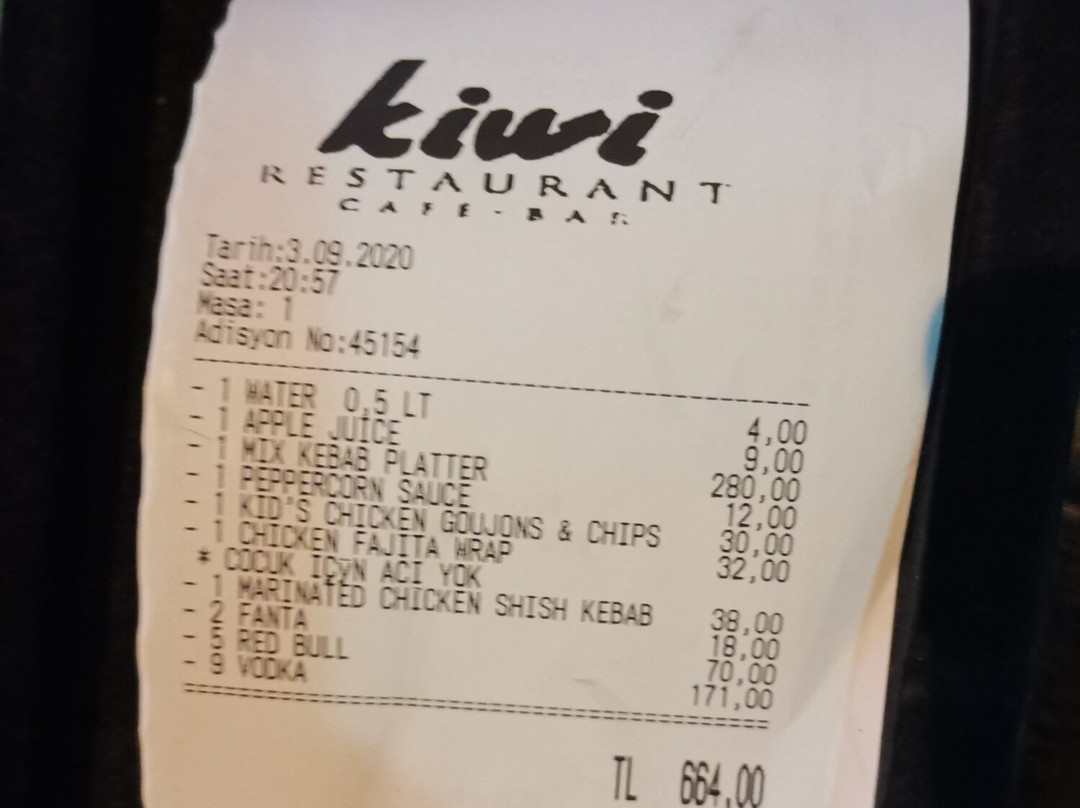 kiwi
RESTAURANT
CAFE-BAR
Tarih:3.09.2020
Saat:20:57
Masa: 1
Adisyon No:45154
- 1 WATER 0,5 LT 4,00
- 1 APPLE JUİCE 9,00
- 1 MIX KEBAB PLATTER 280,00
- 1 PEPPERCORN SAUCE 12,00
- 1 KID'S CHICKEN GOUJONS & CHIPS 30,00
- 1 CHICKEN FAJITA WRAP 32,00
* COCUK IÇyN ACI YOK
- 1 MARINATED CHICKEN SHISH KEBAB 38,00
- 2 FANTA 18,00
- 5 RED BULL 70,00
- 9 VODKA 171,00
TL 664,00